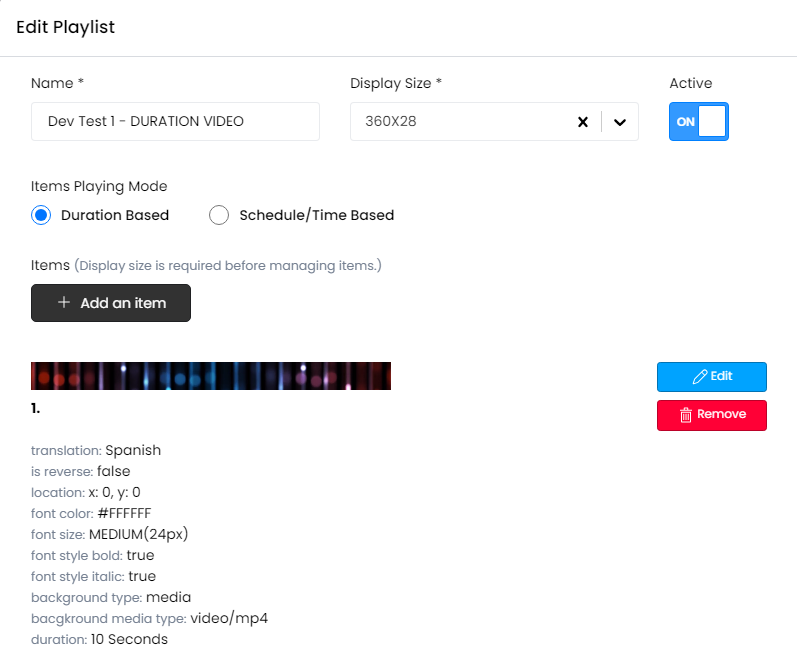 Edit Playlist
Name *
Display Size *
Active
Dev Test 1 - DURATION VIDEO
360X28
ON
Items Playing Mode
Duration Based
Schedule/Time Based
Items (Display size is required before managing items.)
+ Add an item
Edit
1.
Remove
translation: Spanish
is reverse: false
location: x: 0, y: 0
font color: #FFFFFF
font size: MEDIUM(24px)
font style bold: true
font style italic: true
background type: media
bacgkround media type: video/mp4
duration: 10 Seconds